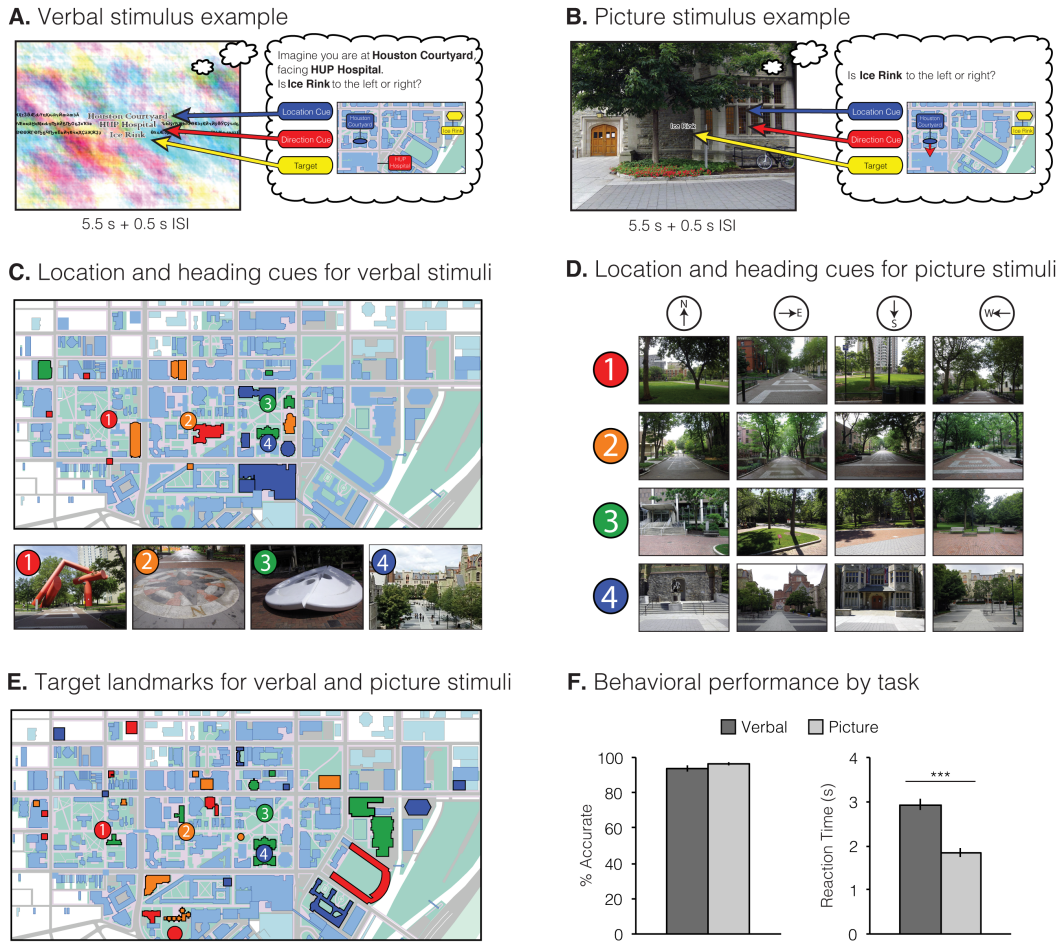 A. Verbal stimulus example
Imagine you are at Houston Courtyard,
facing HUP Hospital.
Is Ice Rink to the left or right?
Houston Courtyard
HUP Hospital
Ice Rink
Location Cue
Direction Cue
Target
Houston
Courtyard
Ice Rink
HUP
Hospital
5.5 s + 0.5 s ISI
B. Picture stimulus example
Is Ice Rink to the left or right?
Ice Rink
Location Cue
Direction Cue
Target
Houston
Courtyard
Ice Rink
5.5 s + 0.5 s ISI
C. Location and heading cues for verbal stimuli
1
2
3
4
1
2
3
4
D. Location and heading cues for picture stimuli
N
E
S
W
1
2
3
4
E. Target landmarks for verbal and picture stimuli
1
2
3
4
F. Behavioral performance by task
Verbal
Picture
% Accurate
100
80
60
40
20
0
Reaction Time (s)
4
3
2
1
0
***